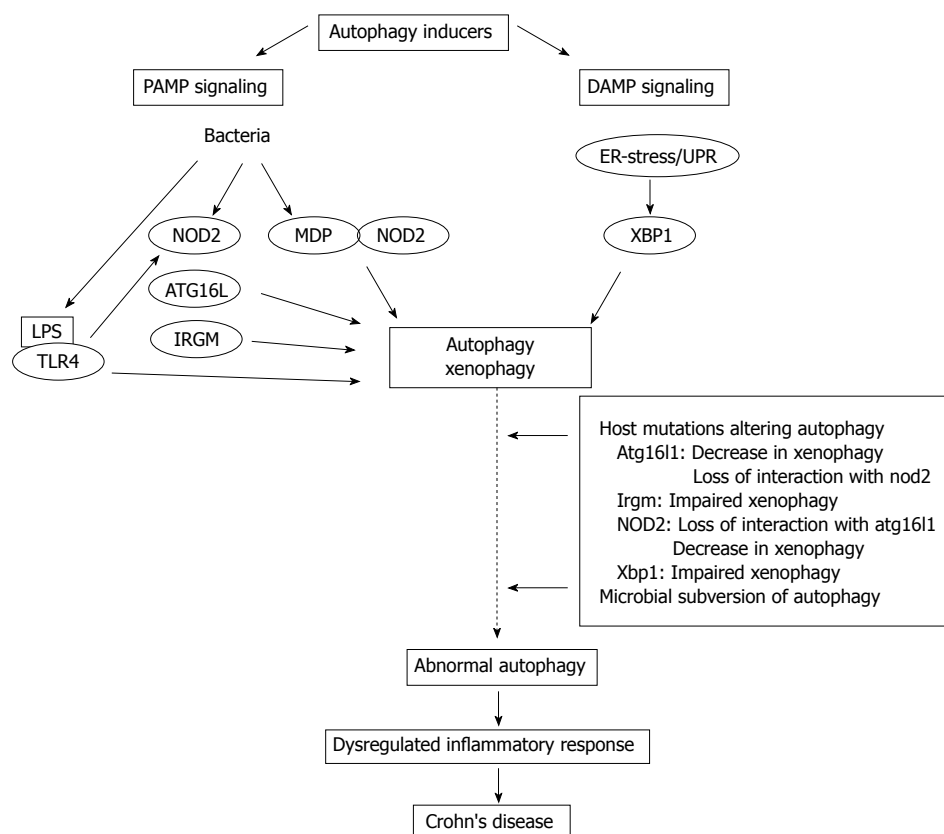 Autophagy inducers
PAMP signaling
DAMP signaling
Bacteria
ER-stress/UPR
NOD2
MDP
NOD2
XBP1
ATG16L
LPS
TLR4
IRGM
Autophagy
xenophagy
Host mutations altering autophagy
Atg16l1: Decrease in xenophagy
Loss of interaction with nod2
Irgm: Impaired xenophagy
NOD2: Loss of interaction with atg16l1
Decrease in xenophagy
Xbp1: Impaired xenophagy
Microbial subversion of autophagy
Abnormal autophagy
Dysregulated inflammatory response
Crohn's disease